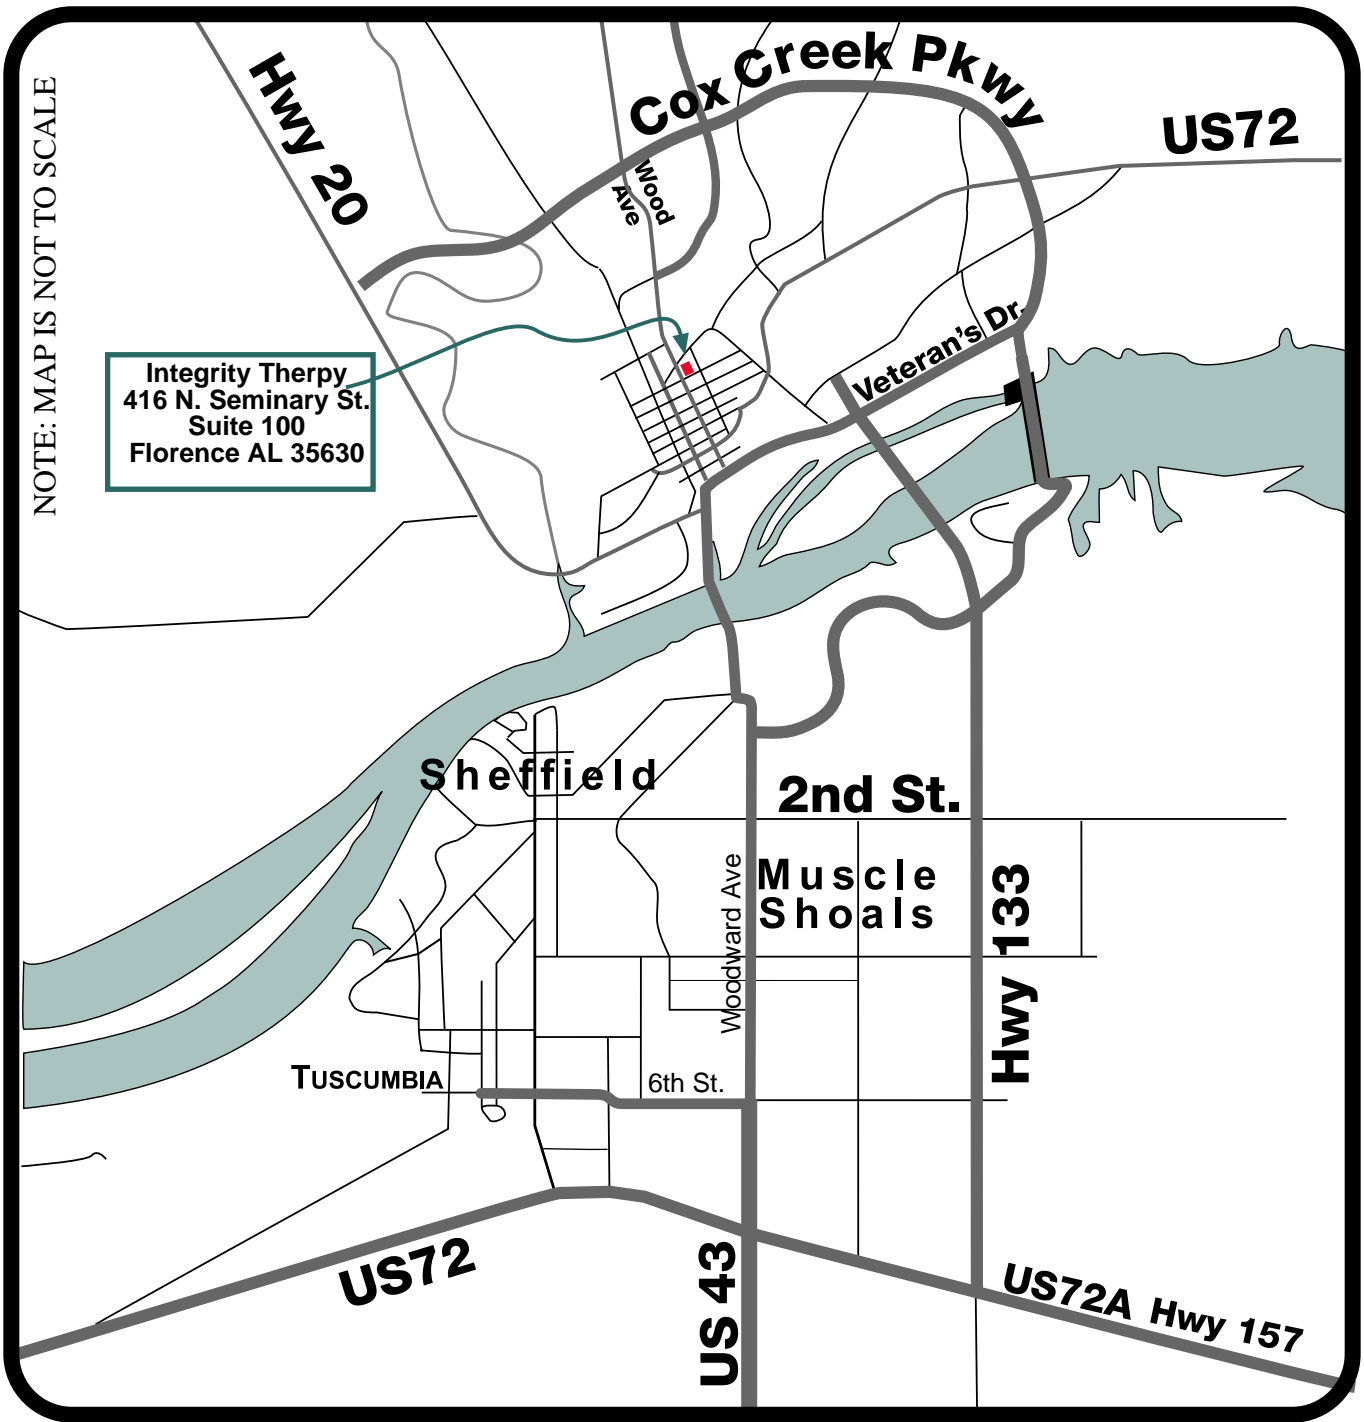 NOTE: MAP IS NOT TO SCALE
Hwy 20
Cox Creek Pkwy
US72
Wood
Ave
Veteran's Dr.
Integrity Therpy
416 N. Seminary St.
Suite 100
Florence AL 35630
Sheffield
2nd St.
Muscle
Shoals
Woodward Ave
Hwy 133
TUSCUMBIA
6th St.
US72
US 43
US72A Hwy 157